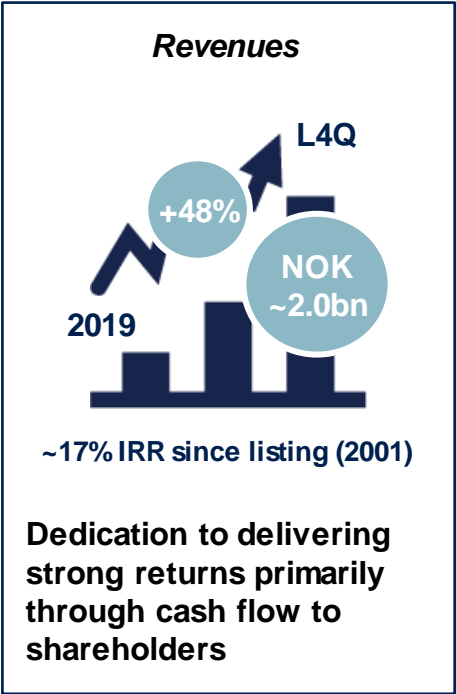 Revenues
L4Q
+48%
NOK
~2.0bn
2019
~17% IRR since listing (2001)
Dedication to delivering
strong returns primarily
through cash flow to
shareholders